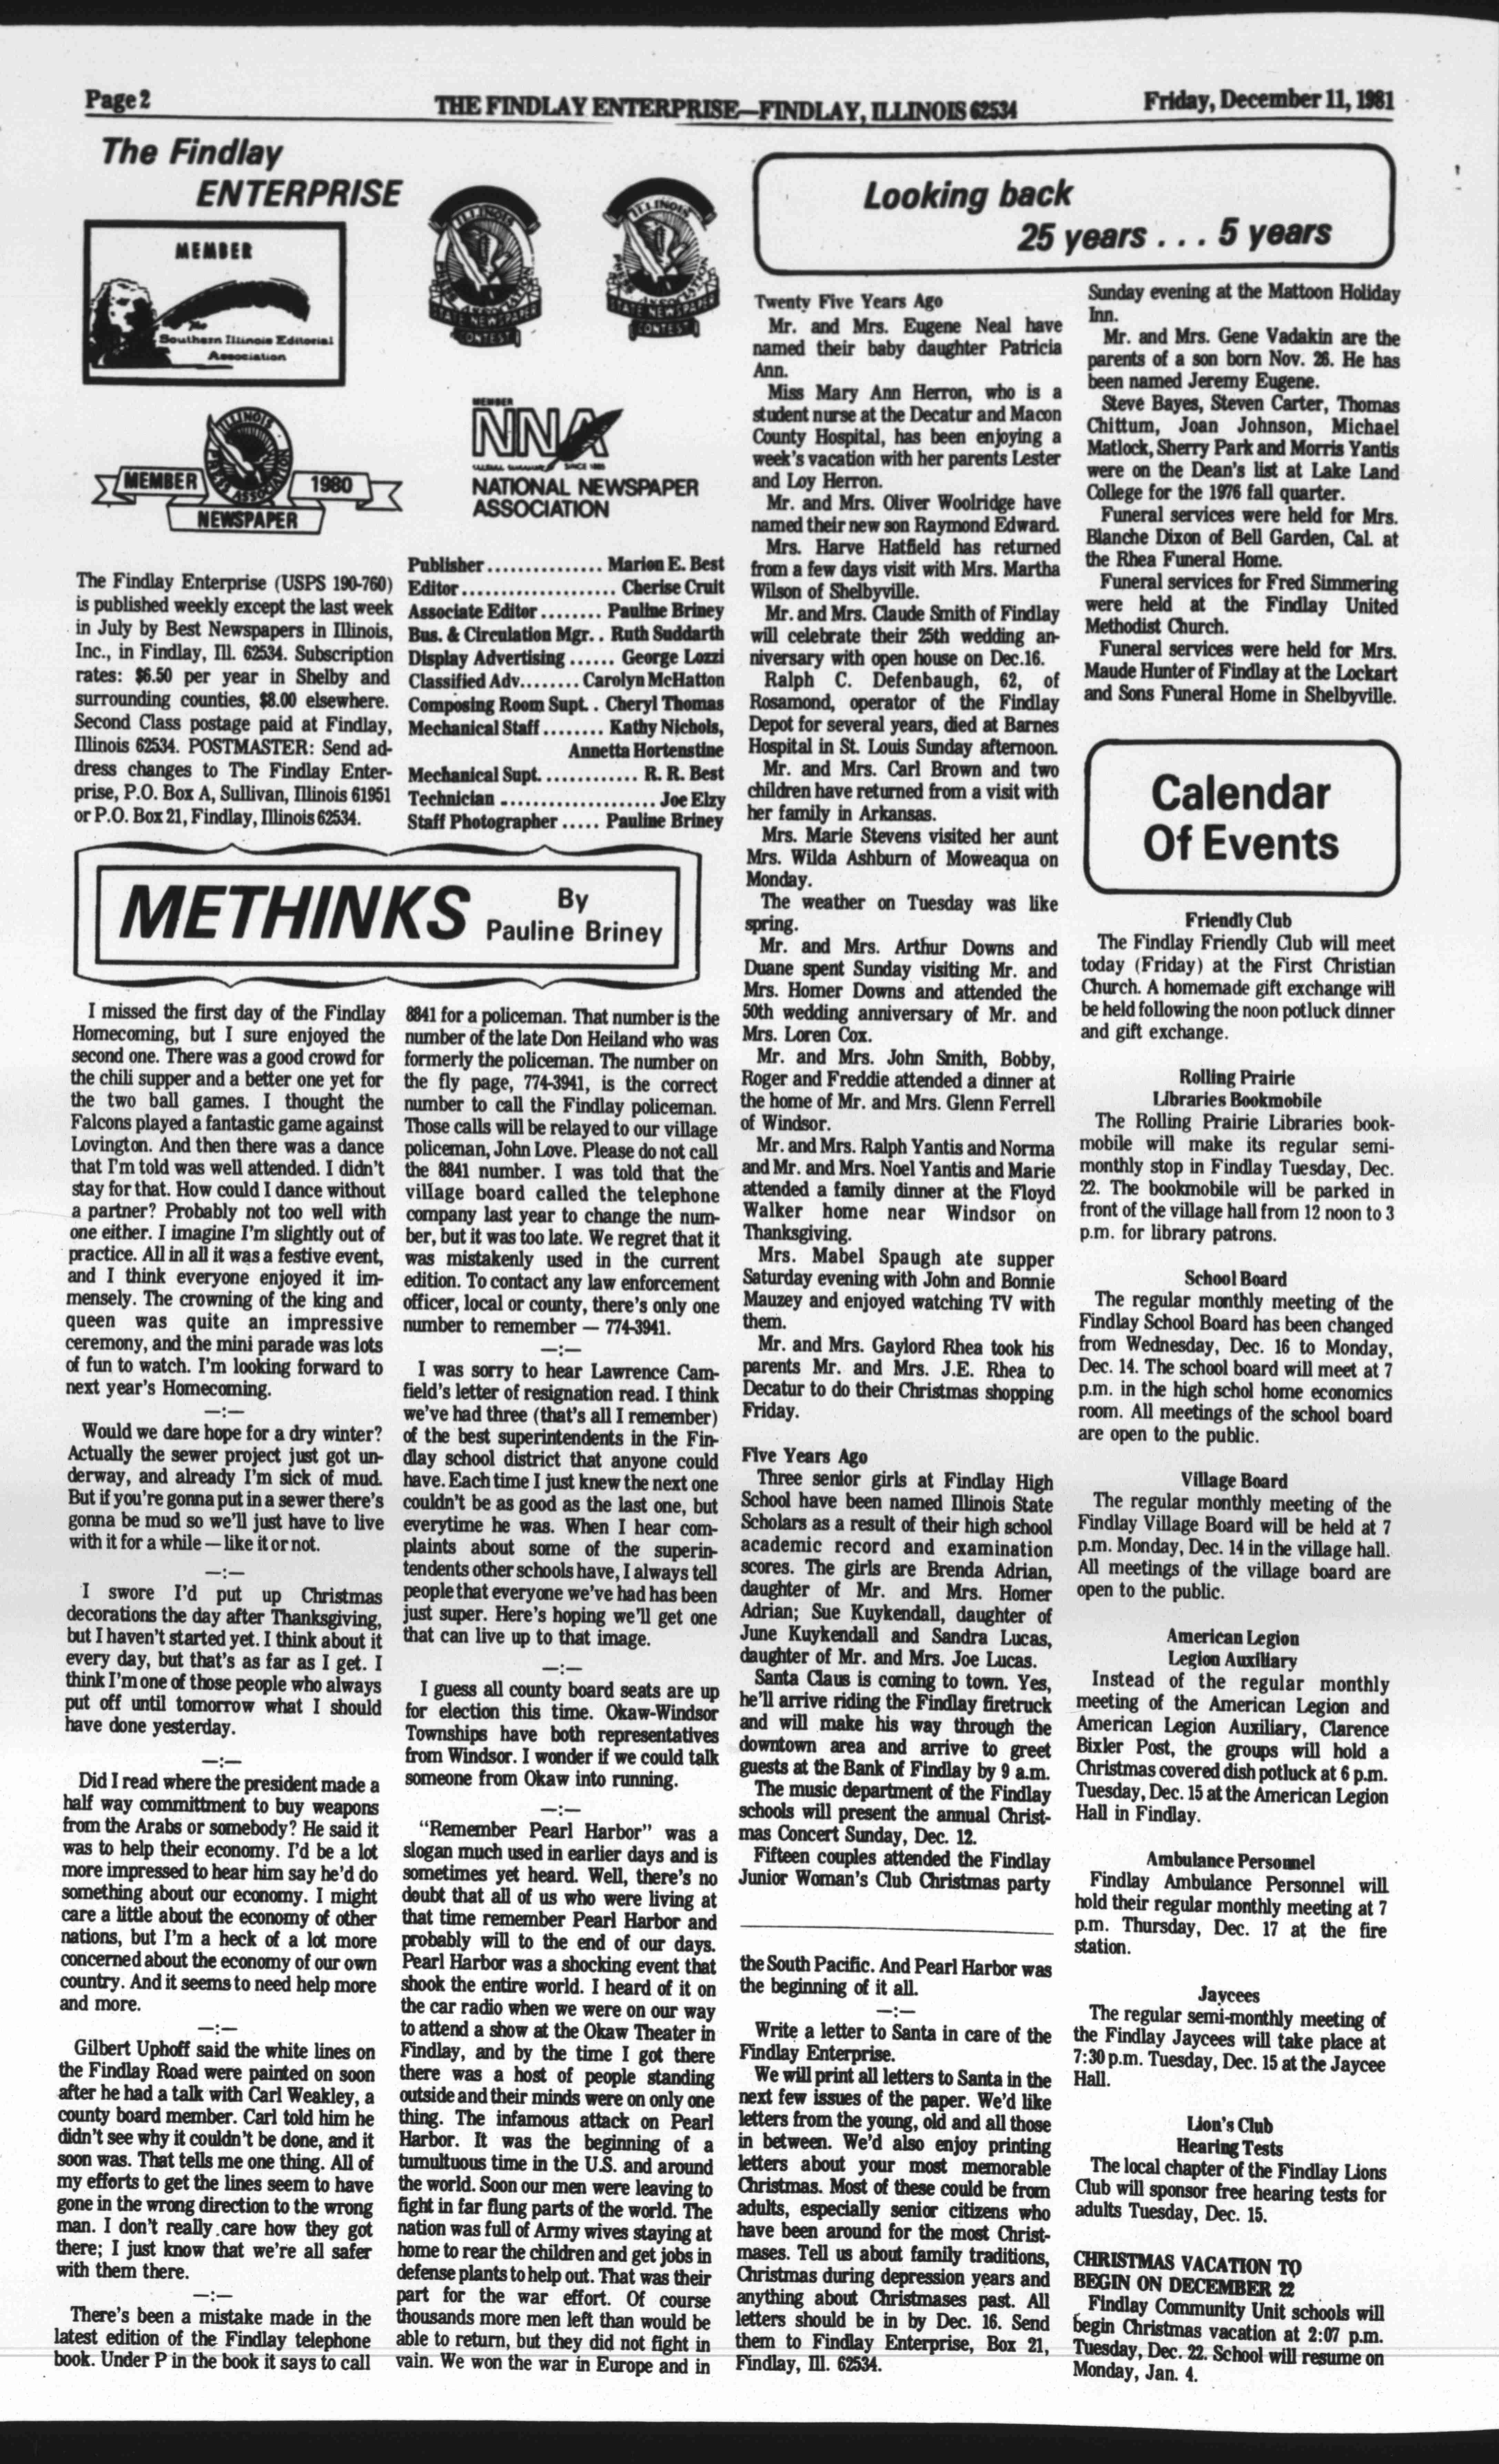 Page 2
THE FINDLAY ENTERPRISE—FINDLAY, ILLINOIS 62534
Friday, December 11, 1981
The Findlay
ENTERPRISE
MEMBER
The
Southern Illinois Editorial
Association
ILLINOIS
PRESS ASSOCIATION
STATE NEWSPAPER
CONTEST
ILLINOIS
PRESS ASSOCIATION
STATE NEWSPAPER
CONTEST
ILLINOIS
PRESS ASSOCIATION
MEMBER
1980
NEWSPAPER
MEMBER
NNA
SINCE 1885
NATIONAL NEWSPAPER
ASSOCIATION
The Findlay Enterprise (USPS 190-760)
is published weekly except the last week
in July by Best Newspapers in Illinois,
Inc., in Findlay, Ill. 62534. Subscription
rates: $6.50 per year in Shelby and
surrounding counties, $8.00 elsewhere.
Second Class postage paid at Findlay,
Illinois 62534. POSTMASTER: Send ad-
dress changes to The Findlay Enter-
prise, P.O. Box A, Sullivan, Illinois 61951
or P.O. Box 21, Findlay, Illinois 62534.
Publisher............... Marion E. Best
Editor.................... Cherise Cruit
Associate Editor........ Pauline Briney
Bus. & Circulation Mgr. . Ruth Suddarth
Display Advertising ...... George Lozzi
Classified Adv........ Carolyn McHatton
Composing Room Supt. . Cheryl Thomas
Mechanical Staff ........ Kathy Nichols,
Annetta Hortenstine
Mechanical Supt............. R. R. Best
Technician .................... Joe Elzy
Staff Photographer ..... Pauline Briney
METHINKS
By
Pauline Briney
I missed the first day of the Findlay
Homecoming, but I sure enjoyed the
second one. There was a good crowd for
the chili supper and a better one yet for
the two ball games. I thought the
Falcons played a fantastic game against
Lovington. And then there was a dance
that I'm told was well attended. I didn't
stay for that. How could I dance without
a partner? Probably not too well with
one either. I imagine I'm slightly out of
practice. All in all it was a festive event,
and I think everyone enjoyed it im-
mensely. The crowning of the king and
queen was quite an impressive
ceremony, and the mini parade was lots
of fun to watch. I'm looking forward to
next year's Homecoming.
—:—
Would we dare hope for a dry winter?
Actually the sewer project just got un-
derway, and already I'm sick of mud.
But if you're gonna put in a sewer there's
gonna be mud so we'll just have to live
with it for a while — like it or not.
—:—
I swore I'd put up Christmas
decorations the day after Thanksgiving,
but I haven't started yet. I think about it
every day, but that's as far as I get. I
think I'm one of those people who always
put off until tomorrow what I should
have done yesterday.
—:—
Did I read where the president made a
half way committment to buy weapons
from the Arabs or somebody? He said it
was to help their economy. I'd be a lot
more impressed to hear him say he'd do
something about our economy. I might
care a little about the economy of other
nations, but I'm a heck of a lot more
concerned about the economy of our own
country. And it seems to need help more
and more.
—:—
Gilbert Uphoff said the white lines on
the Findlay Road were painted on soon
after he had a talk with Carl Weakley, a
county board member. Carl told him he
didn't see why it couldn't be done, and it
soon was. That tells me one thing. All of
my efforts to get the lines seem to have
gone in the wrong direction to the wrong
man. I don't really care how they got
there; I just know that we're all safer
with them there.
—:—
There's been a mistake made in the
latest edition of the Findlay telephone
book. Under P in the book it says to call
8841 for a policeman. That number is the
number of the late Don Heiland who was
formerly the policeman. The number on
the fly page, 774-3941, is the correct
number to call the Findlay policeman.
Those calls will be relayed to our village
policeman, John Love. Please do not call
the 8841 number. I was told that the
village board called the telephone
company last year to change the num-
ber, but it was too late. We regret that it
was mistakenly used in the current
edition. To contact any law enforcement
officer, local or county, there's only one
number to remember — 774-3941.
—:—
I was sorry to hear Lawrence Cam-
field's letter of resignation read. I think
we've had three (that's all I remember)
of the best superintendents in the Fin-
dlay school district that anyone could
have. Each time I just knew the next one
couldn't be as good as the last one, but
everytime he was. When I hear com-
plaints about some of the superin-
tendents other schools have, I always tell
people that everyone we've had has been
just super. Here's hoping we'll get one
that can live up to that image.
—:—
I guess all county board seats are up
for election this time. Okaw-Windsor
Townships have both representatives
from Windsor. I wonder if we could talk
someone from Okaw into running.
—:—
"Remember Pearl Harbor" was a
slogan much used in earlier days and is
sometimes yet heard. Well, there's no
doubt that all of us who were living at
that time remember Pearl Harbor and
probably will to the end of our days.
Pearl Harbor was a shocking event that
shook the entire world. I heard of it on
the car radio when we were on our way
to attend a show at the Okaw Theater in
Findlay, and by the time I got there
there was a host of people standing
outside and their minds were on only one
thing. The infamous attack on Pearl
Harbor. It was the beginning of a
tumultuous time in the U.S. and around
the world. Soon our men were leaving to
fight in far flung parts of the world. The
nation was full of Army wives staying at
home to rear the children and get jobs in
defense plants to help out. That was their
part for the war effort. Of course
thousands more men left than would be
able to return, but they did not fight in
vain. We won the war in Europe and in
the South Pacific. And Pearl Harbor was
the beginning of it all.
—:—
Write a letter to Santa in care of the
Findlay Enterprise.
We will print all letters to Santa in the
next few issues of the paper. We'd like
letters from the young, old and all those
in between. We'd also enjoy printing
letters about your most memorable
Christmas. Most of these could be from
adults, especially senior citizens who
have been around for the most Christ-
mases. Tell us about family traditions,
Christmas during depression years and
anything about Christmases past. All
letters should be in by Dec. 16. Send
them to Findlay Enterprise, Box 21,
Findlay, Ill. 62534.
Looking back
25 years . . . 5 years
Twenty Five Years Ago
Mr. and Mrs. Eugene Neal have
named their baby daughter Patricia
Ann.
Miss Mary Ann Herron, who is a
student nurse at the Decatur and Macon
County Hospital, has been enjoying a
week's vacation with her parents Lester
and Loy Herron.
Mr. and Mrs. Oliver Woolridge have
named their new son Raymond Edward.
Mrs. Harve Hatfield has returned
from a few days visit with Mrs. Martha
Wilson of Shelbyville.
Mr. and Mrs. Claude Smith of Findlay
will celebrate their 25th wedding an-
niversary with open house on Dec.16.
Ralph C. Defenbaugh, 62, of
Rosamond, operator of the Findlay
Depot for several years, died at Barnes
Hospital in St. Louis Sunday afternoon.
Mr. and Mrs. Carl Brown and two
children have returned from a visit with
her family in Arkansas.
Mrs. Marie Stevens visited her aunt
Mrs. Wilda Ashburn of Moweaqua on
Monday.
The weather on Tuesday was like
spring.
Mr. and Mrs. Arthur Downs and
Duane spent Sunday visiting Mr. and
Mrs. Homer Downs and attended the
50th wedding anniversary of Mr. and
Mrs. Loren Cox.
Mr. and Mrs. John Smith, Bobby,
Roger and Freddie attended a dinner at
the home of Mr. and Mrs. Glenn Ferrell
of Windsor.
Mr. and Mrs. Ralph Yantis and Norma
and Mr. and Mrs. Noel Yantis and Marie
attended a family dinner at the Floyd
Walker home near Windsor on
Thanksgiving.
Mrs. Mabel Spaugh ate supper
Saturday evening with John and Bonnie
Mauzey and enjoyed watching TV with
them.
Mr. and Mrs. Gaylord Rhea took his
parents Mr. and Mrs. J.E. Rhea to
Decatur to do their Christmas shopping
Friday.
Five Years Ago
Three senior girls at Findlay High
School have been named Illinois State
Scholars as a result of their high school
academic record and examination
scores. The girls are Brenda Adrian,
daughter of Mr. and Mrs. Homer
Adrian; Sue Kuykendall, daughter of
June Kuykendall and Sandra Lucas,
daughter of Mr. and Mrs. Joe Lucas.
Santa Claus is coming to town. Yes,
he'll arrive riding the Findlay firetruck
and will make his way through the
downtown area and arrive to greet
guests at the Bank of Findlay by 9 a.m.
The music department of the Findlay
schools will present the annual Christ-
mas Concert Sunday, Dec. 12.
Fifteen couples attended the Findlay
Junior Woman's Club Christmas party
Sunday evening at the Mattoon Holiday
Inn.
Mr. and Mrs. Gene Vadakin are the
parents of a son born Nov. 26. He has
been named Jeremy Eugene.
Steve Bayes, Steven Carter, Thomas
Chittum, Joan Johnson, Michael
Matlock, Sherry Park and Morris Yantis
were on the Dean's list at Lake Land
College for the 1976 fall quarter.
Funeral services were held for Mrs.
Blanche Dixon of Bell Garden, Cal. at
the Rhea Funeral Home.
Funeral services for Fred Simmering
were held at the Findlay United
Methodist Church.
Funeral services were held for Mrs.
Maude Hunter of Findlay at the Lockart
and Sons Funeral Home in Shelbyville.
Calendar
Of Events
Friendly Club
The Findlay Friendly Club will meet
today (Friday) at the First Christian
Church. A homemade gift exchange will
be held following the noon potluck dinner
and gift exchange.
Rolling Prairie
Libraries Bookmobile
The Rolling Prairie Libraries book-
mobile will make its regular semi-
monthly stop in Findlay Tuesday, Dec.
22. The bookmobile will be parked in
front of the village hall from 12 noon to 3
p.m. for library patrons.
School Board
The regular monthly meeting of the
Findlay School Board has been changed
from Wednesday, Dec. 16 to Monday,
Dec. 14. The school board will meet at 7
p.m. in the high schol home economics
room. All meetings of the school board
are open to the public.
Village Board
The regular monthly meeting of the
Findlay Village Board will be held at 7
p.m. Monday, Dec. 14 in the village hall.
All meetings of the village board are
open to the public.
American Legion
Legion Auxiliary
Instead of the regular monthly
meeting of the American Legion and
American Legion Auxiliary, Clarence
Bixler Post, the groups will hold a
Christmas covered dish potluck at 6 p.m.
Tuesday, Dec. 15 at the American Legion
Hall in Findlay.
Ambulance Personnel
Findlay Ambulance Personnel will
hold their regular monthly meeting at 7
p.m. Thursday, Dec. 17 at the fire
station.
Jaycees
The regular semi-monthly meeting of
the Findlay Jaycees will take place at
7:30 p.m. Tuesday, Dec. 15 at the Jaycee
Hall.
Lion's Club
Hearing Tests
The local chapter of the Findlay Lions
Club will sponsor free hearing tests for
adults Tuesday, Dec. 15.
CHRISTMAS VACATION TO
BEGIN ON DECEMBER 22
Findlay Community Unit schools will
begin Christmas vacation at 2:07 p.m.
Tuesday, Dec. 22. School will resume on
Monday, Jan. 4.